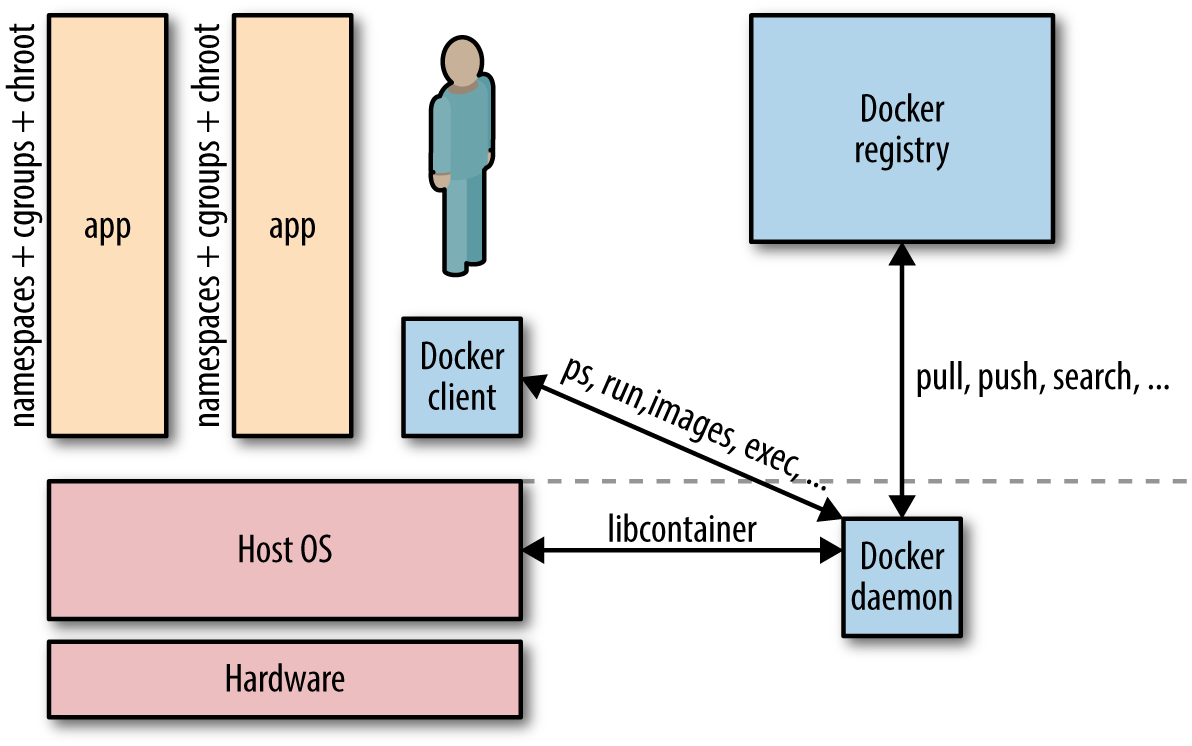 namespaces + cgroups + chroot
app
namespaces + cgroups + chroot
app
Docker
registry
Docker
client
ps, run,images, exec, ...
pull, push, search, ...
Host OS
libcontainer
Docker
daemon
Hardware